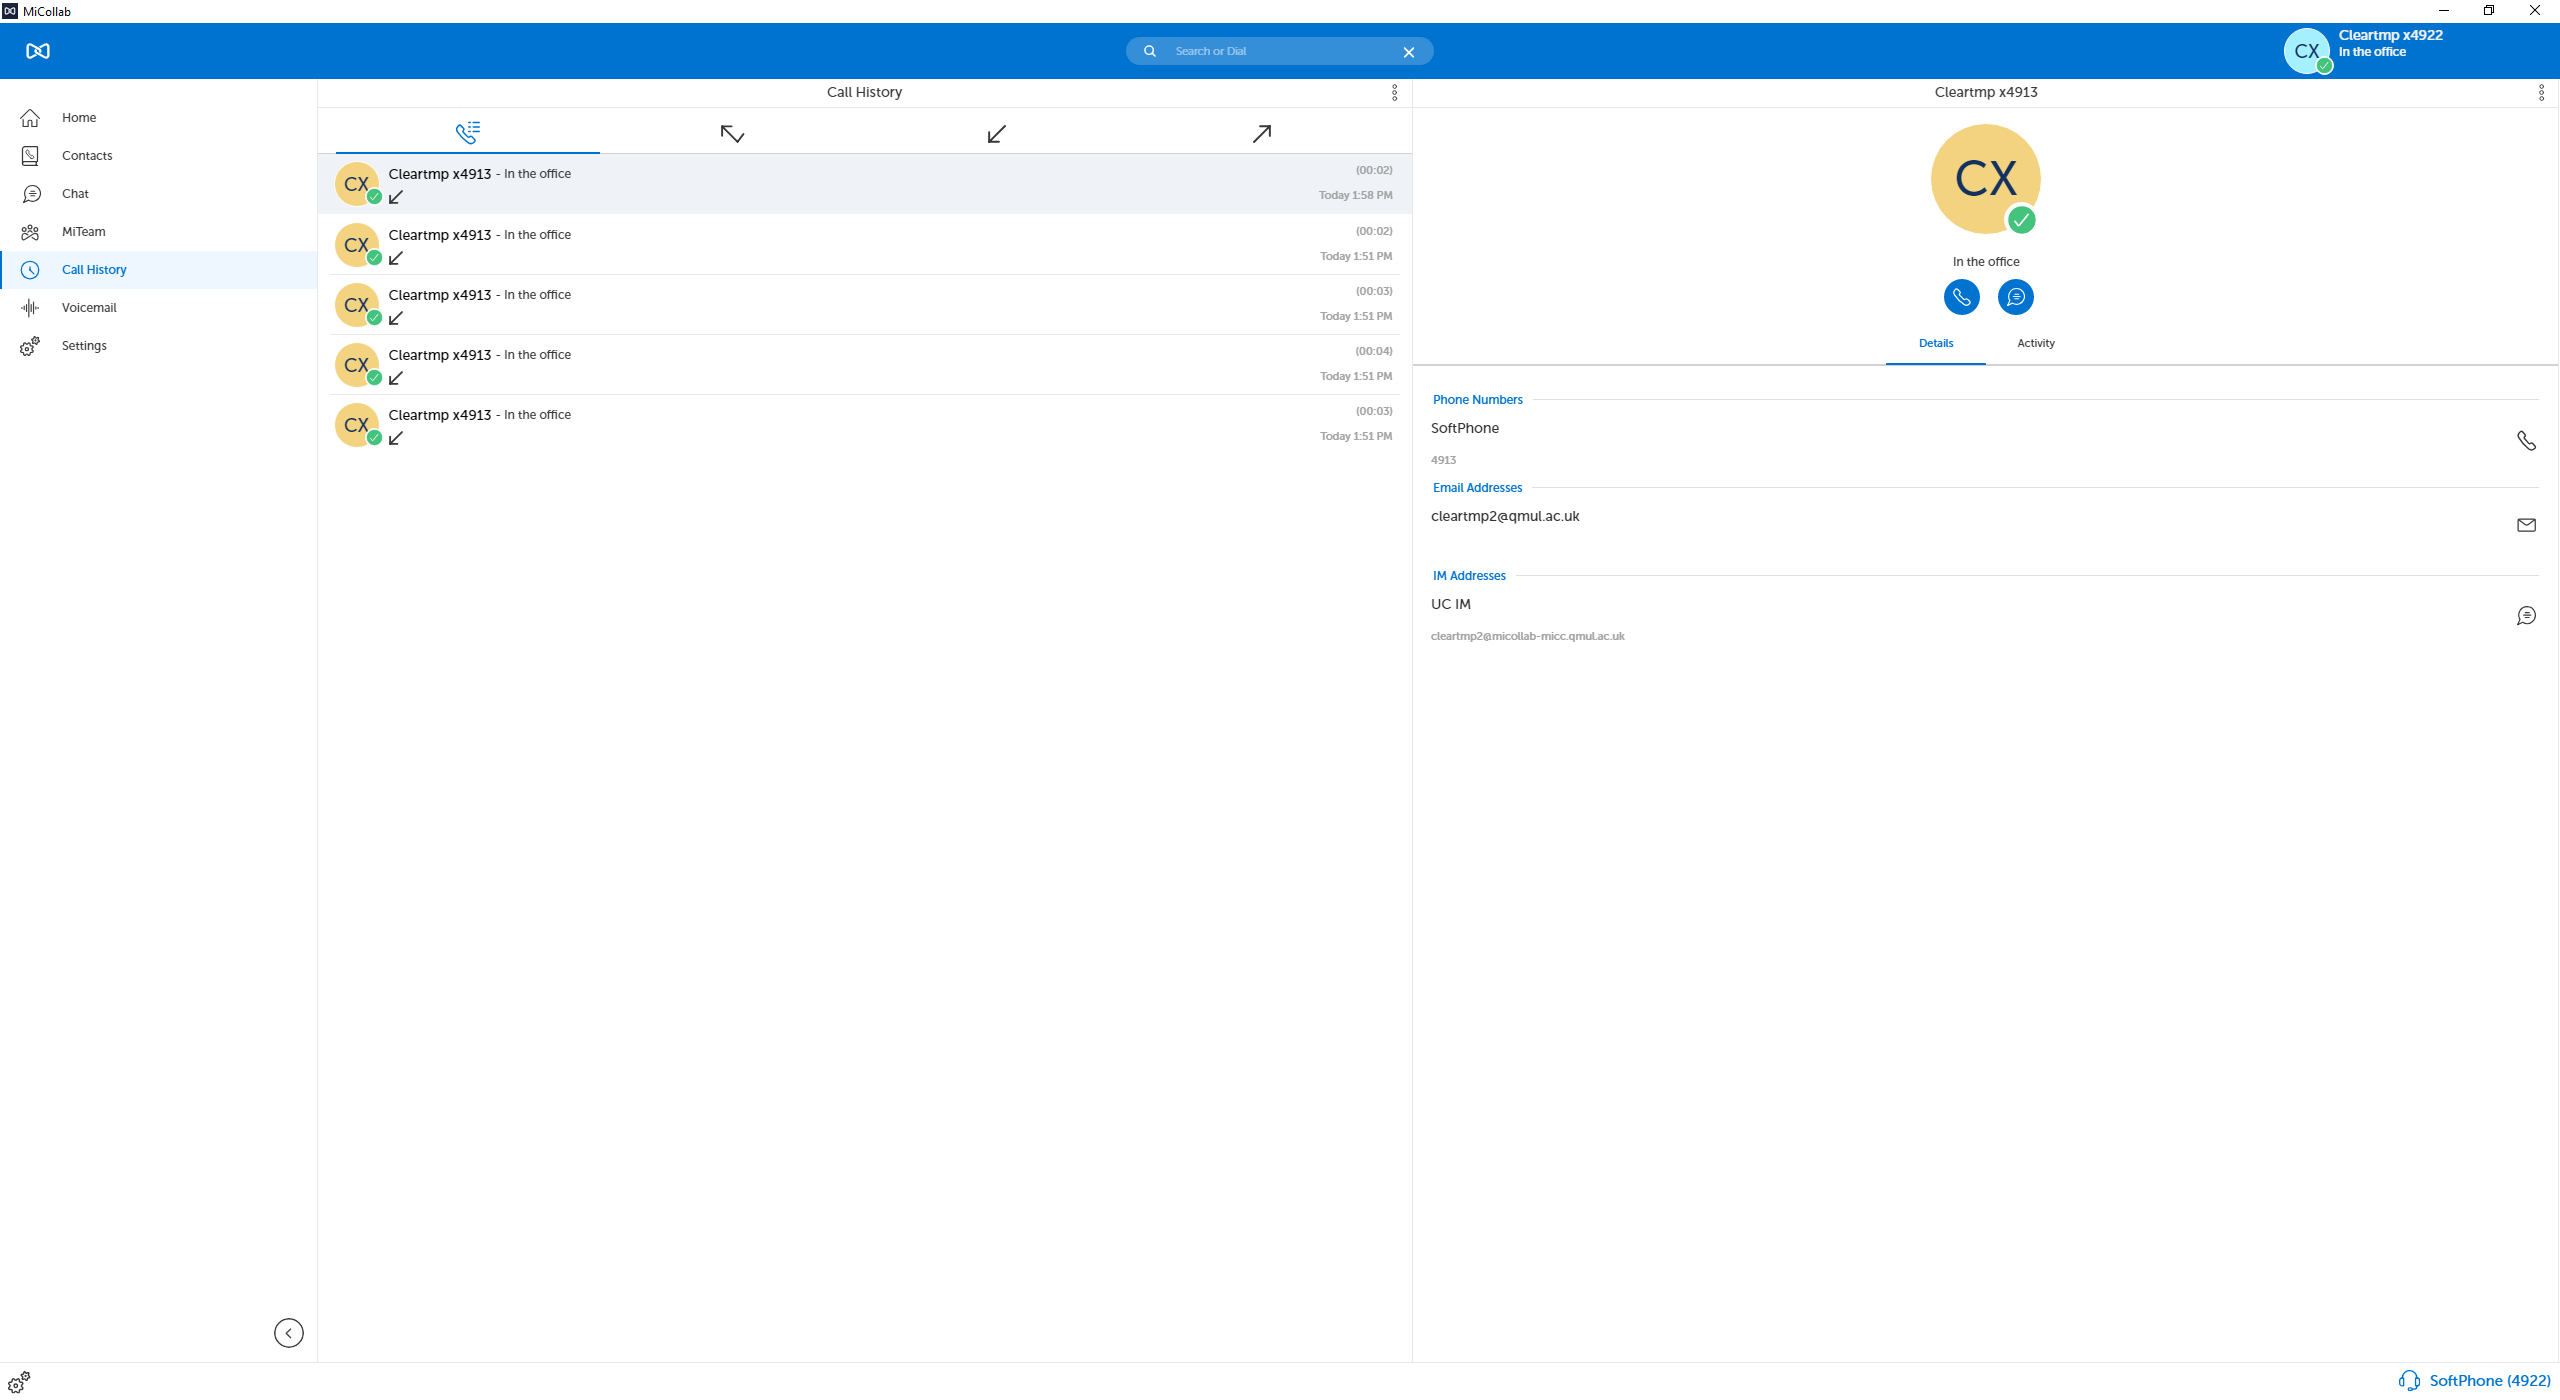 MiCollab
Search or Dial
CX
Cleartmp x4922
In the office
Home
Contacts
Chat
MiTeam
Call History
Voicemail
Settings
Call History
CX
Cleartmp x4913 - In the office
(00:02)
Today 1:58 PM
CX
Cleartmp x4913 - In the office
(00:02)
Today 1:51 PM
CX
Cleartmp x4913 - In the office
(00:03)
Today 1:51 PM
CX
Cleartmp x4913 - In the office
(00:04)
Today 1:51 PM
CX
Cleartmp x4913 - In the office
(00:03)
Today 1:51 PM
Cleartmp x4913
CX
In the office
Details Activity
Phone Numbers
SoftPhone
4913
Email Addresses
cleartmp2@qmul.ac.uk
IM Addresses
UC IM
cleartmp2@micollab-micc.qmul.ac.uk
SoftPhone (4922)